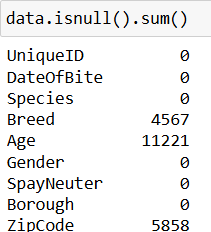 data.isnull().sum()
UniqueID 0
DateOfBite 0
Species 0
Breed 4567
Age 11221
Gender 0
SpayNeuter 0
Borough 0
ZipCode 5858